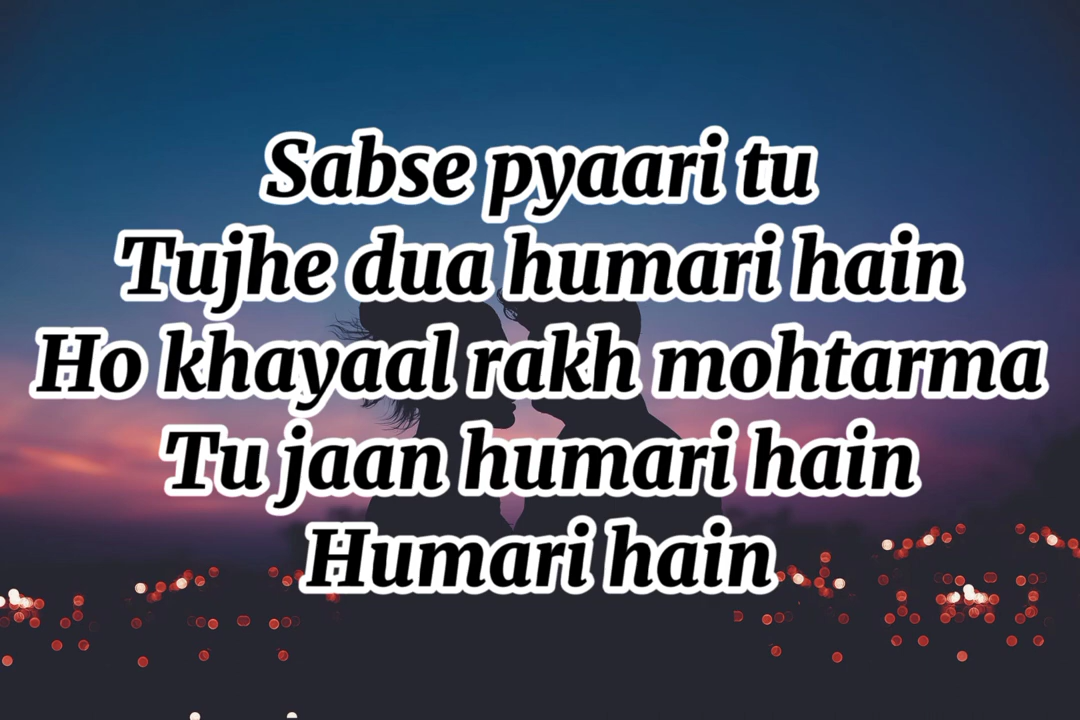 Sabse pyaari tu
Tujhe dua humari hain
Ho khayaal rakh mohtarma
Tu jaan humari hain
Humari hain